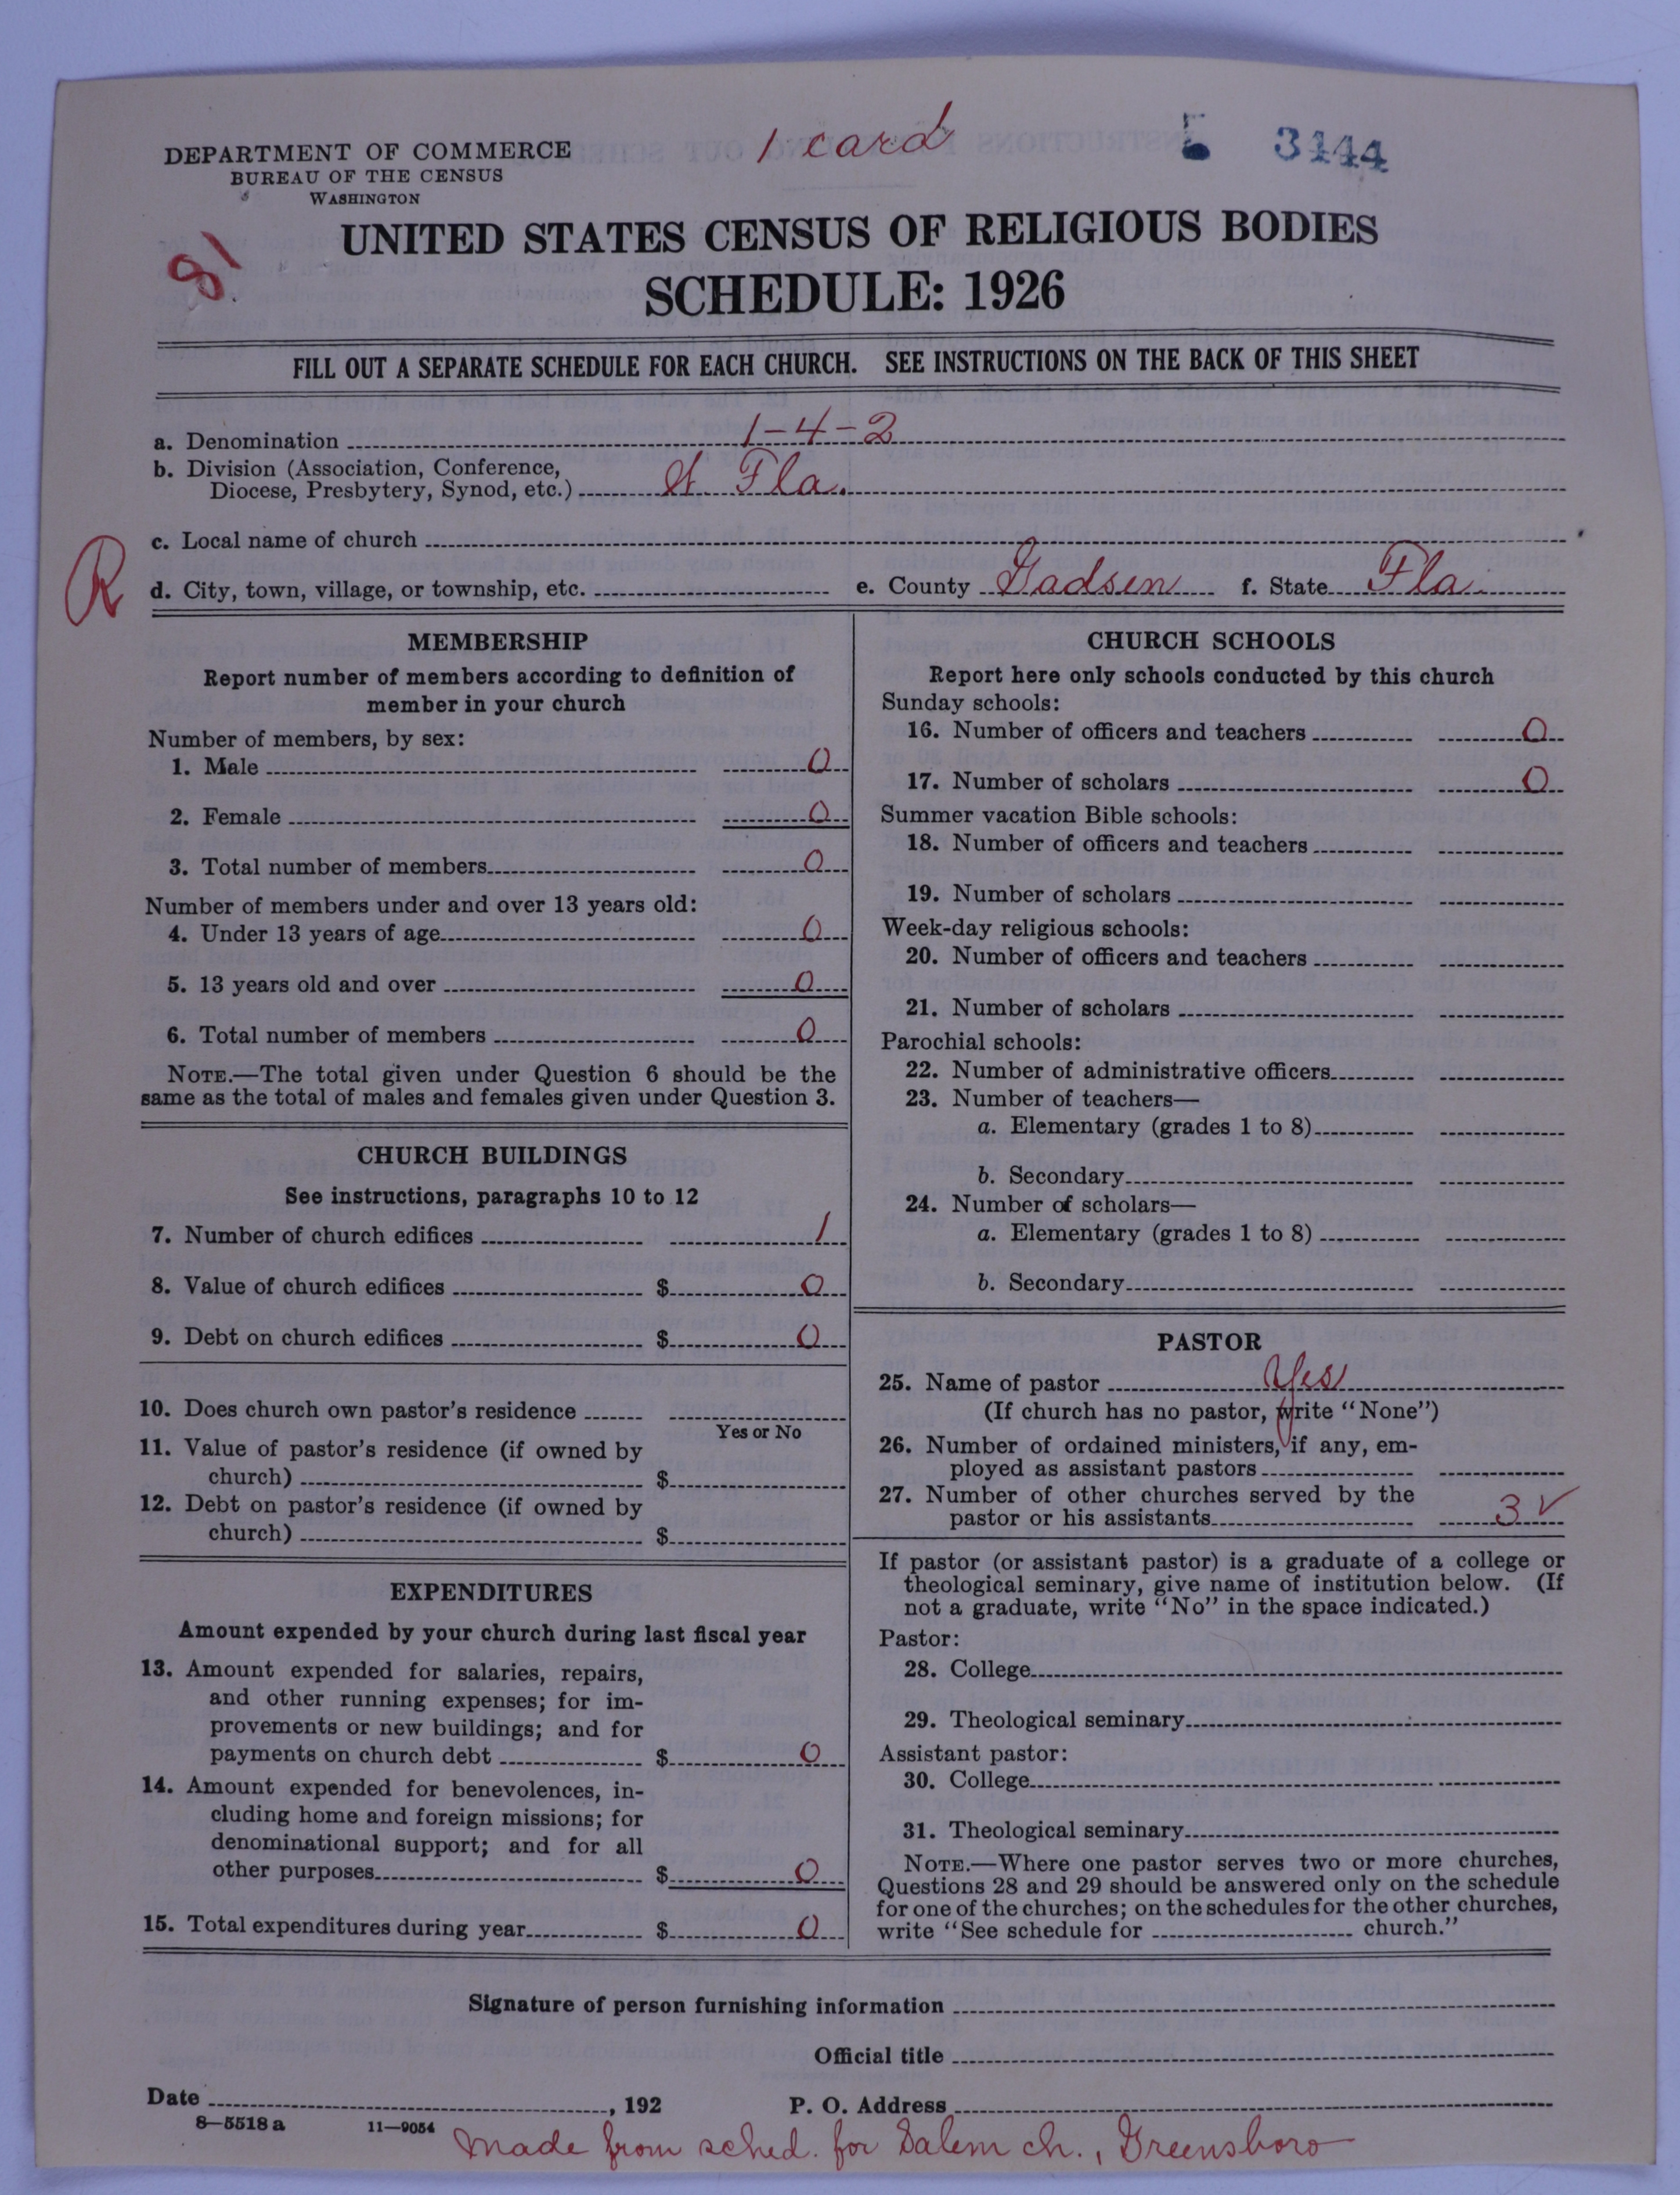 1 card
3444
DEPARTMENT OF COMMERCE
BUREAU OF THE CENSUS
WASHINGTON
81
UNITED STATES CENSUS OF RELIGIOUS BODIES
SCHEDULE: 1926
FILL OUT A SEPARATE SCHEDULE FOR EACH CHURCH. SEE INSTRUCTIONS ON THE BACK OF THIS SHEET
a. Denomination 1-4-2
b. Division (Association, Conference,
Diocese, Presbytery, Synod, etc.) Fla.
c. Local name of church
R
d. City, town, village, or township, etc. e. County Gadsen f. State Fla.
MEMBERSHIP
Report number of members according to definition of
member in your church
Number of members, by sex:
1. Male 0
2. Female 0
3. Total number of members 0
Number of members under and over 13 years old:
4. Under 13 years of age 0
5. 13 years old and over 0
6. Total number of members 0
NOTE.—The total given under Question 6 should be the
same as the total of males and females given under Question 3.
CHURCH BUILDINGS
See instructions, paragraphs 10 to 12
7. Number of church edifices 1
8. Value of church edifices $ 0
9. Debt on church edifices $ 0
10. Does church own pastor's residence
Yes or No
11. Value of pastor's residence (if owned by
church) $
12. Debt on pastor's residence (if owned by
church) $
EXPENDITURES
Amount expended by your church during last fiscal year
13. Amount expended for salaries, repairs,
and other running expenses; for im-
provements or new buildings; and for
payments on church debt $ 0
14. Amount expended for benevolences, in-
cluding home and foreign missions; for
denominational support; and for all
other purposes $ 0
15. Total expenditures during year $ 0
CHURCH SCHOOLS
Report here only schools conducted by this church
Sunday schools:
16. Number of officers and teachers 0
17. Number of scholars 0
Summer vacation Bible schools:
18. Number of officers and teachers
19. Number of scholars
Week-day religious schools:
20. Number of officers and teachers
21. Number of scholars
Parochial schools:
22. Number of administrative officers
23. Number of teachers—
a. Elementary (grades 1 to 8)
b. Secondary
24. Number of scholars—
a. Elementary (grades 1 to 8)
b. Secondary
PASTOR
25. Name of pastor Yes
(If church has no pastor, write "None")
26. Number of ordained ministers, if any, em-
ployed as assistant pastors
27. Number of other churches served by the
pastor or his assistants 3 ✓
If pastor (or assistant pastor) is a graduate of a college or
theological seminary, give name of institution below. (If
not a graduate, write "No" in the space indicated.)
Pastor:
28. College
29. Theological seminary
Assistant pastor:
30. College
31. Theological seminary
NOTE.—Where one pastor serves two or more churches,
Questions 28 and 29 should be answered only on the schedule
for one of the churches; on the schedules for the other churches,
write "See schedule for church."
Signature of person furnishing information
Official title
Date , 192 P. O. Address
8—5518 a 11—9054
Made from sched. for Salem ch., Greensboro